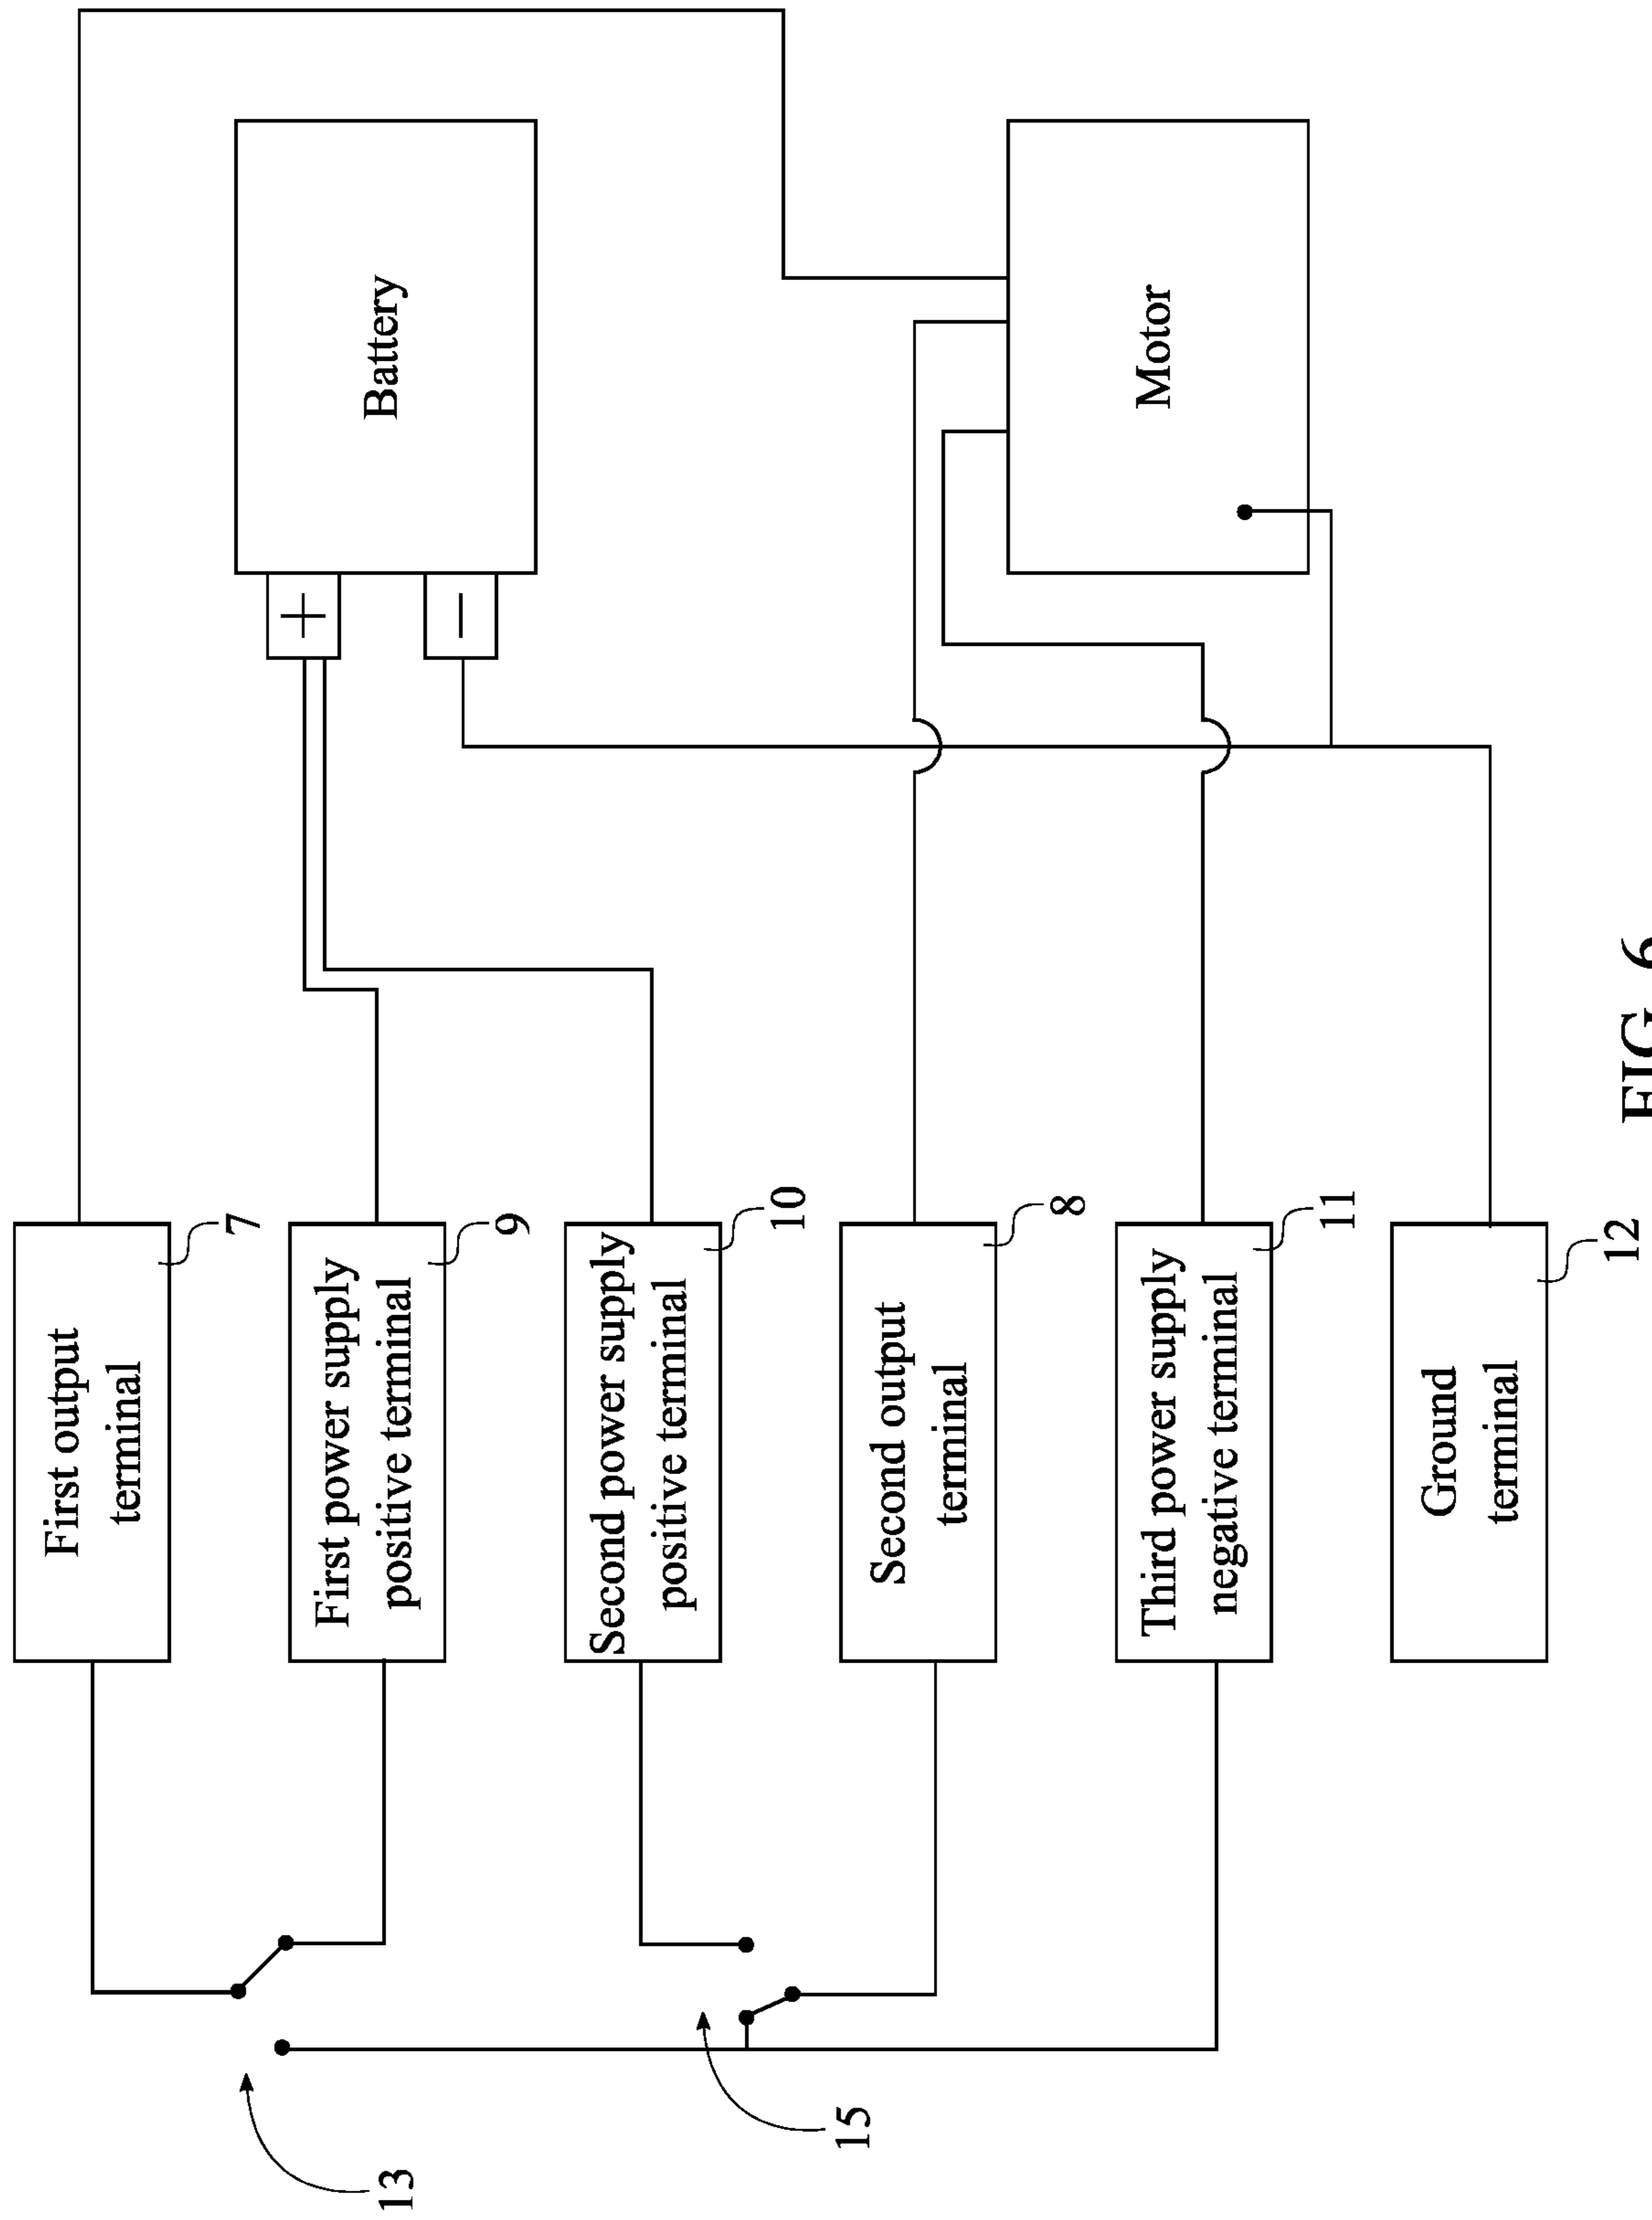 First output
terminal
7
First power supply
positive terminal
9
Second power supply
positive terminal
10
Second output
terminal
8
Third power supply
negative terminal
11
Ground
terminal
12
13
15
Battery
+
−
Motor
FIG. 6